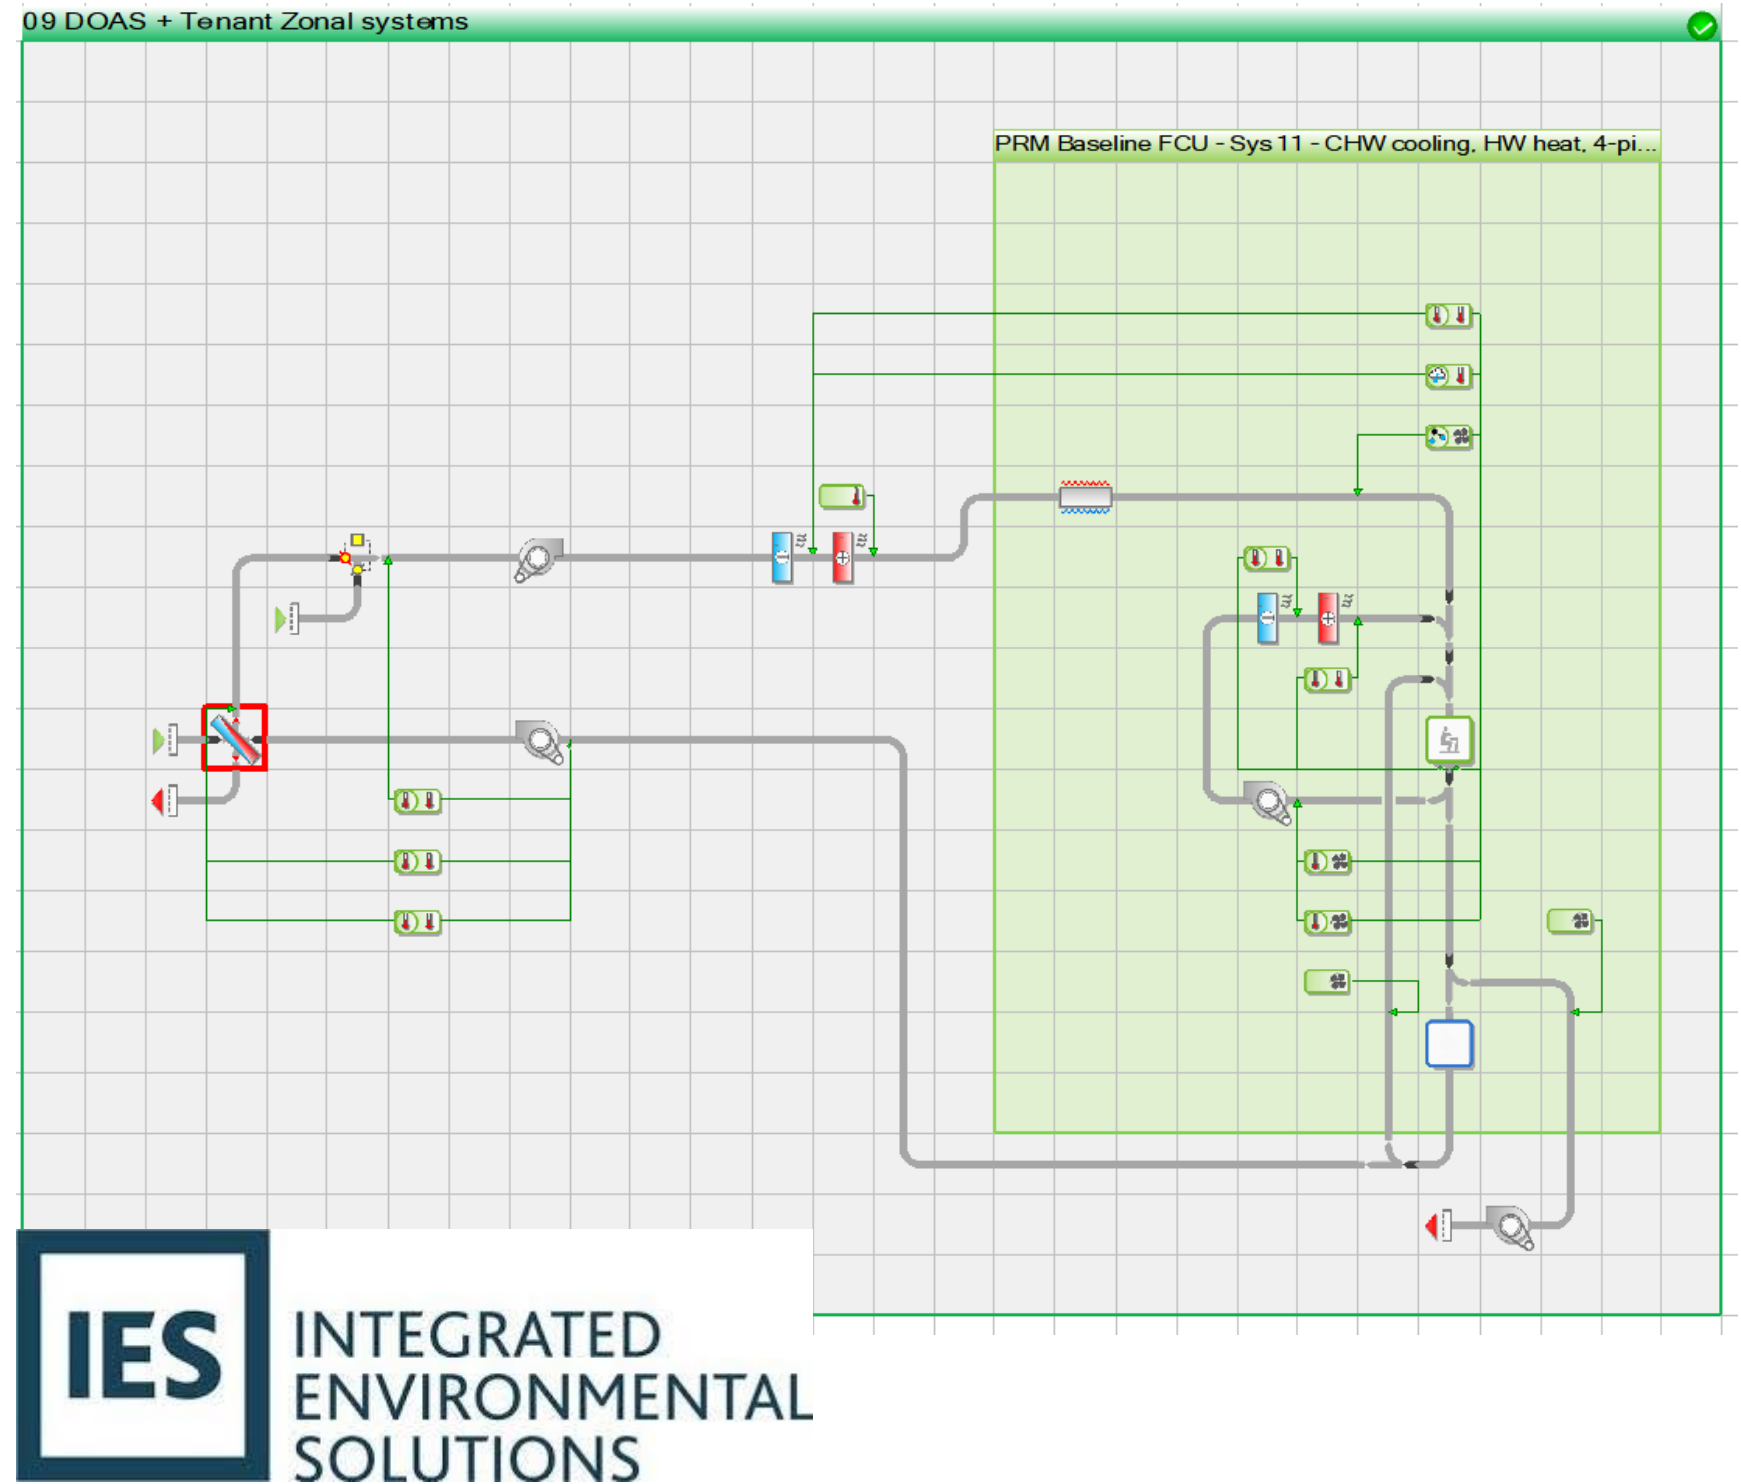 09 DOAS + Tenant Zonal systems
PRM Baseline FCU - Sys 11 - CHW cooling, HW heat, 4-pi...
IES
INTEGRATED
ENVIRONMENTAL
SOLUTIONS